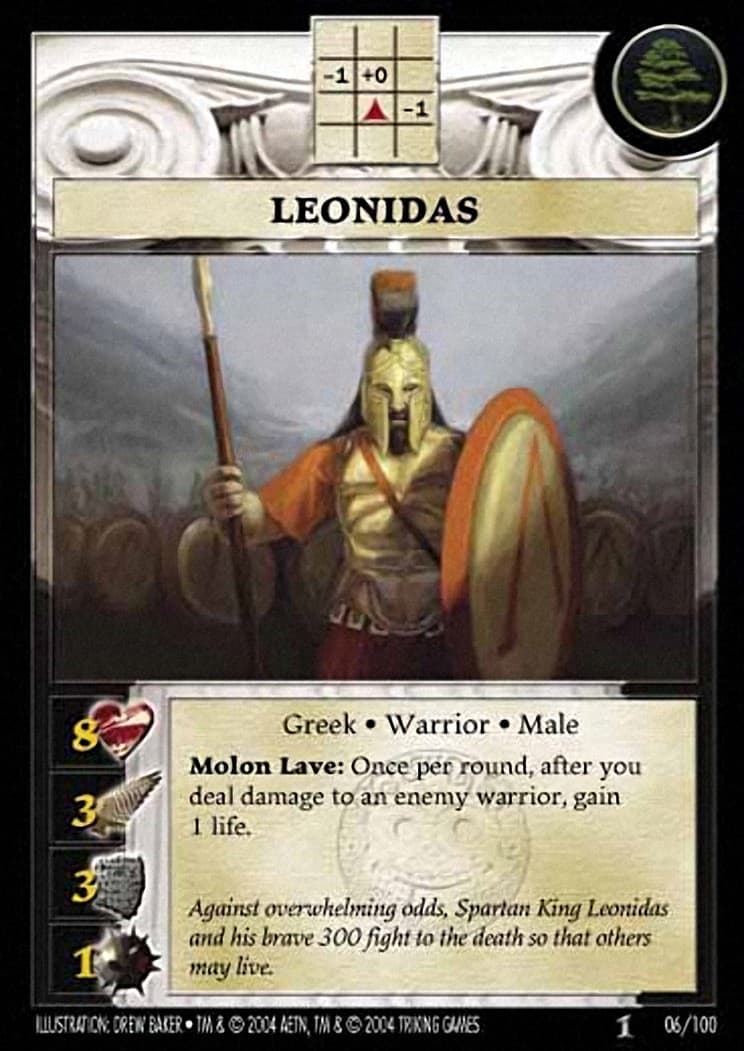 -1 +0
-1
LEONIDAS
8
3
3
1
Greek • Warrior • Male
Molon Lave: Once per round, after you
deal damage to an enemy warrior, gain
1 life.
Against overwhelming odds, Spartan King Leonidas
and his brave 300 fight to the death so that others
may live.
ILLUSTRATION: DREW BAKER • TM & © 2004 AETN, TM & © 2004 TRIKING GAMES
1 06/100